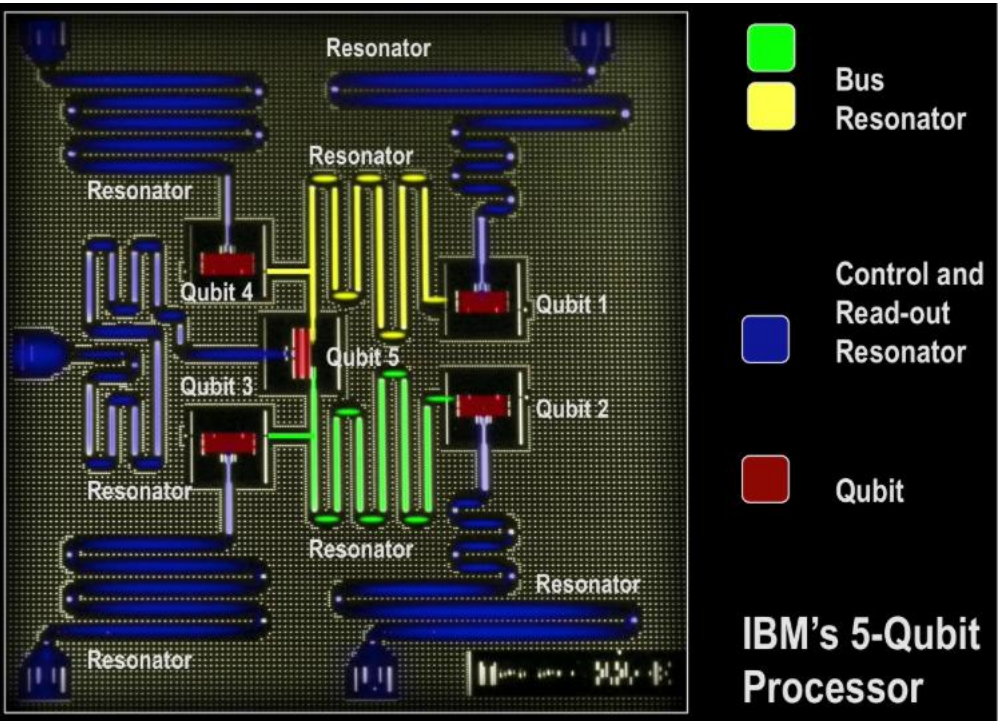 Resonator
Resonator
Resonator
Qubit 4
Qubit 1
Qubit 5
Qubit 3
Qubit 2
Resonator
Resonator
Resonator
Resonator
Bus
Resonator
Control and
Read-out
Resonator
Qubit
IBM's 5-Qubit
Processor